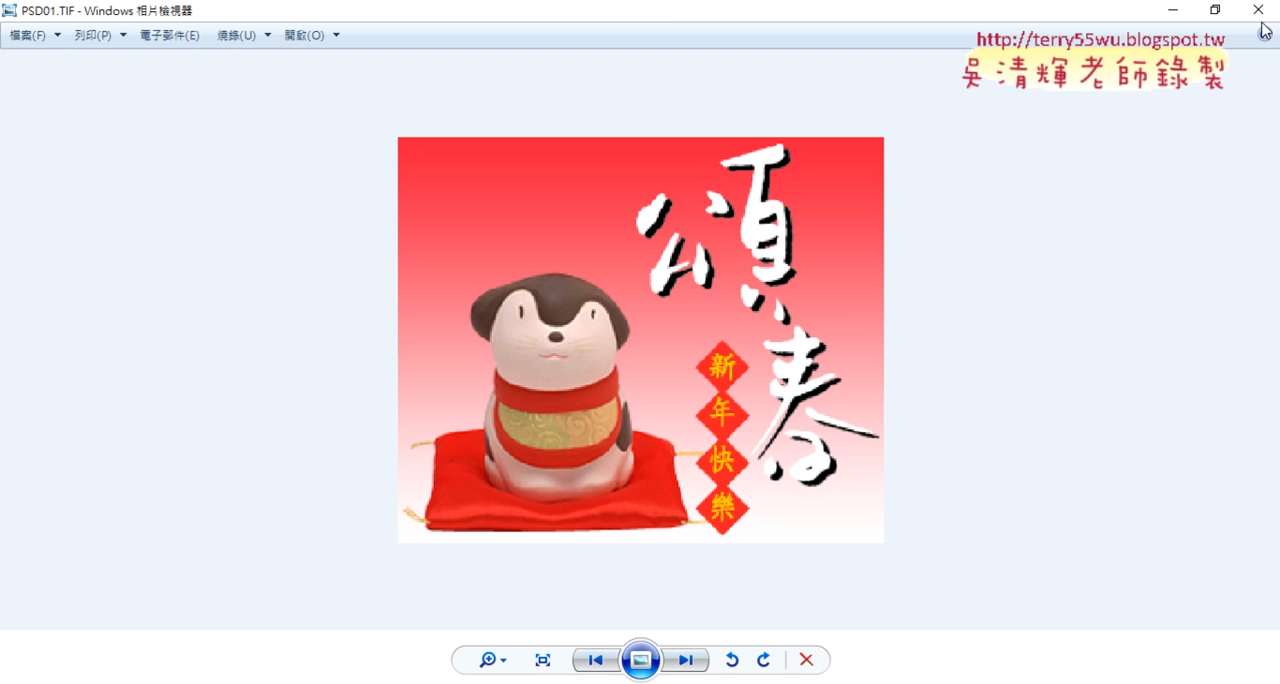 PSD01.TIF - Windows 相片檢視器
檔案(F) 列印(P) 電子郵件(E) 燒錄(U) 開啟(O)
http://terry55wu.blogspot.tw
吳清輝老師錄製
頌春
新年快樂